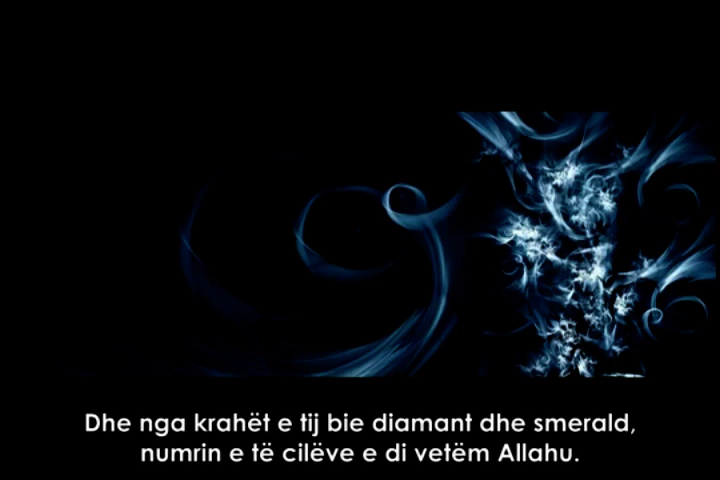 Dhe nga krahët e tij bie diamant dhe smerald,
numrin e të cilëve e di vetëm Allahu.